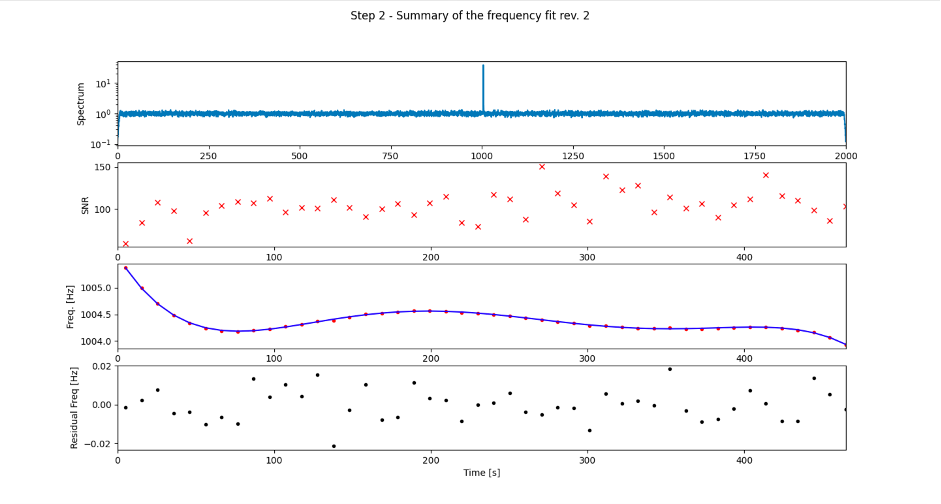 Step 2 - Summary of the frequency fit rev. 2
Spectrum
10¹
10⁰
10⁻¹
0 250 500 750 1000 1250 1500 1750 2000
SNR
150
100
0 100 200 300 400
Freq. [Hz]
1005.0
1004.5
1004.0
0 100 200 300 400
Residual Freq [Hz]
0.02
0.00
−0.02
0 100 200 300 400
Time [s]